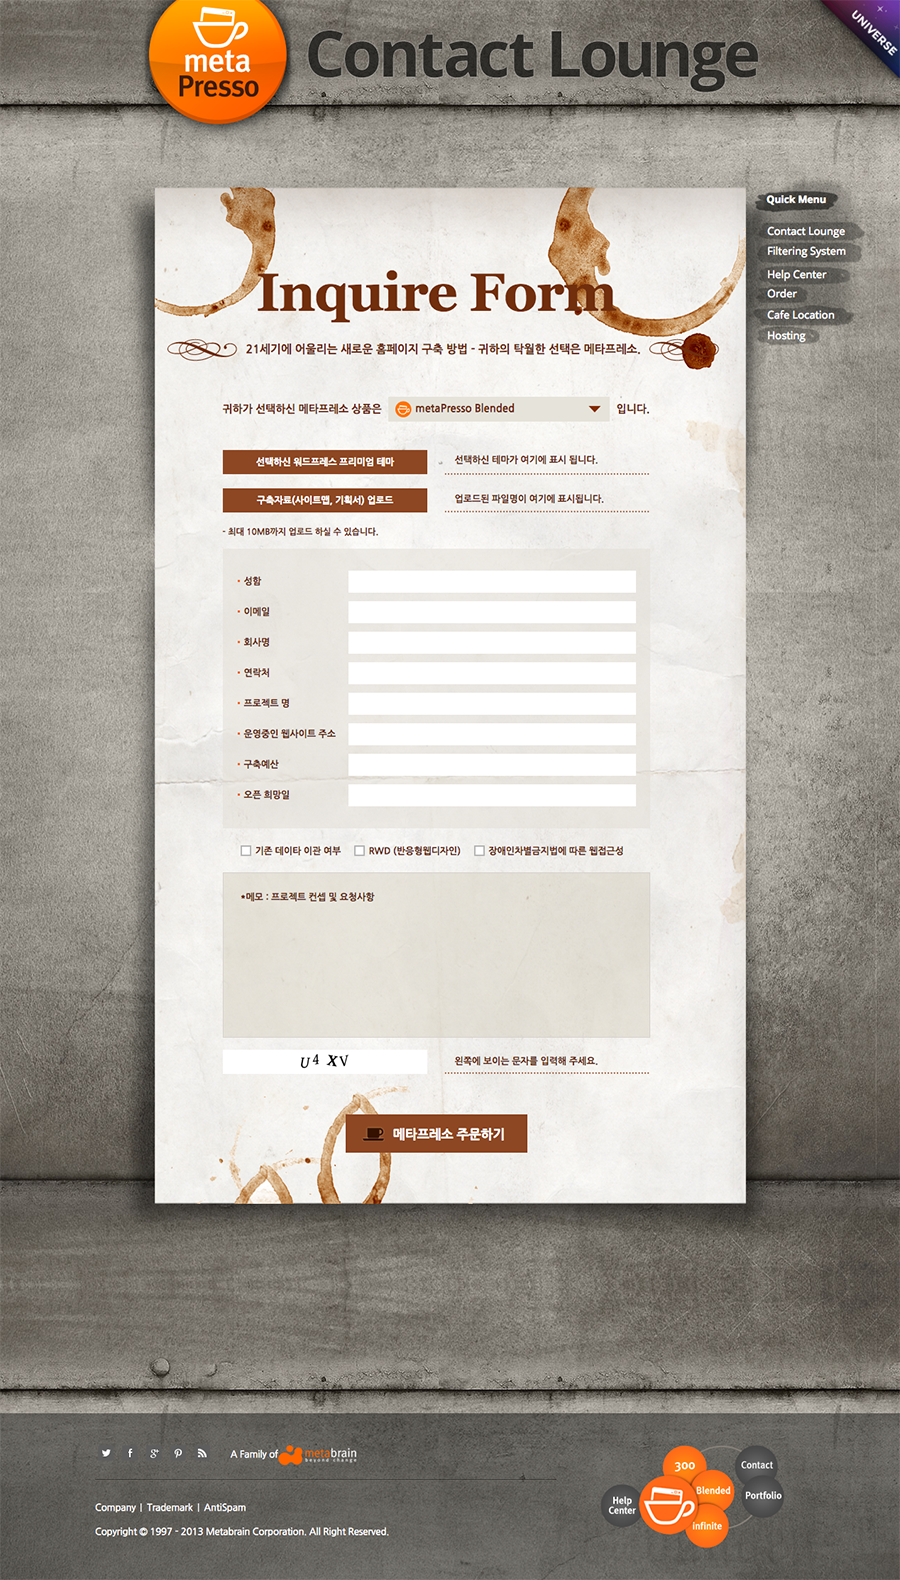 meta
Presso
Contact Lounge
UNIVERSE
Quick Menu
Contact Lounge
Filtering System
Help Center
Order
Cafe Location
Hosting
Inquire Form
21세기에 어울리는 새로운 홈페이지 구축 방법 - 귀하의 탁월한 선택은 메타프레소.
귀하가 선택하신 메타프레소 상품은 metaPresso Blended 입니다.
선택하신 워드프레스 프리미엄 테마 선택하신 테마가 여기에 표시 됩니다.
구축자료(사이트맵, 기획서) 업로드 업로드된 파일명이 여기에 표시됩니다.
- 최대 10MB까지 업로드 하실 수 있습니다.
• 성함
• 이메일
• 회사명
• 연락처
• 프로젝트 명
• 운영중인 웹사이트 주소
• 구축예산
• 오픈 희망일
기존 데이타 이관 여부 RWD (반응형웹디자인) 장애인차별금지법에 따른 웹접근성
•메모 : 프로젝트 컨셉 및 요청사항
U4 XV 왼쪽에 보이는 문자를 입력해 주세요.
메타프레소 주문하기
A Family of metabrain
beyond change
Company | Trademark | AntiSpam
Copyright © 1997 - 2013 Metabrain Corporation. All Right Reserved.
300
Contact
Blended
Portfolio
Help
Center
Infinite